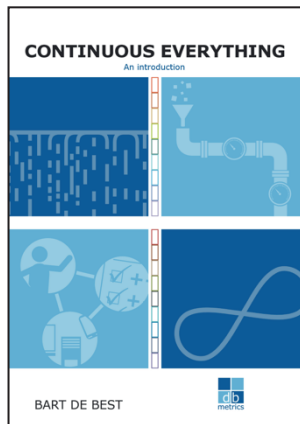 CONTINUOUS EVERYTHING
An introduction
BART DE BEST
db
metrics